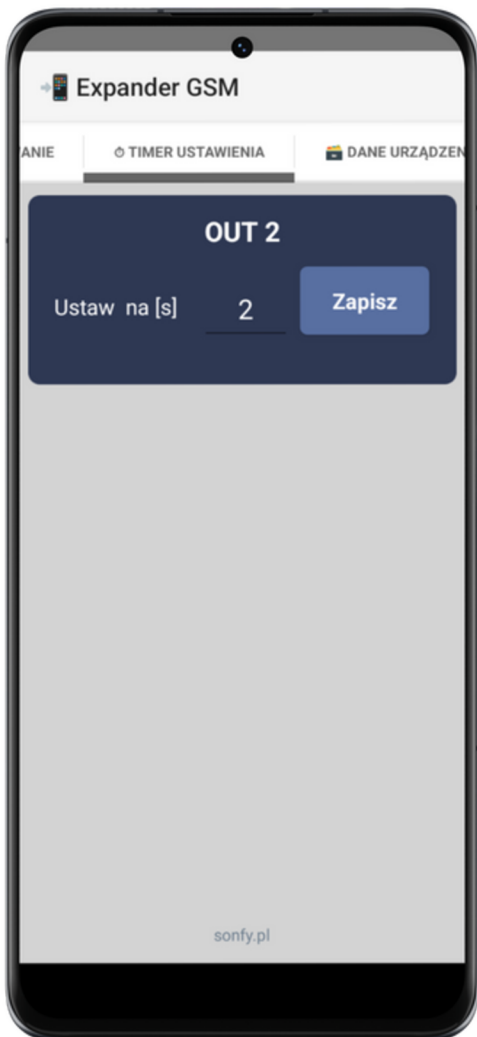 Expander GSM
ANIE
TIMER USTAWIENIA
DANE URZĄDZEN
OUT 2
Ustaw na [s]
2
Zapisz
sonfy.pl